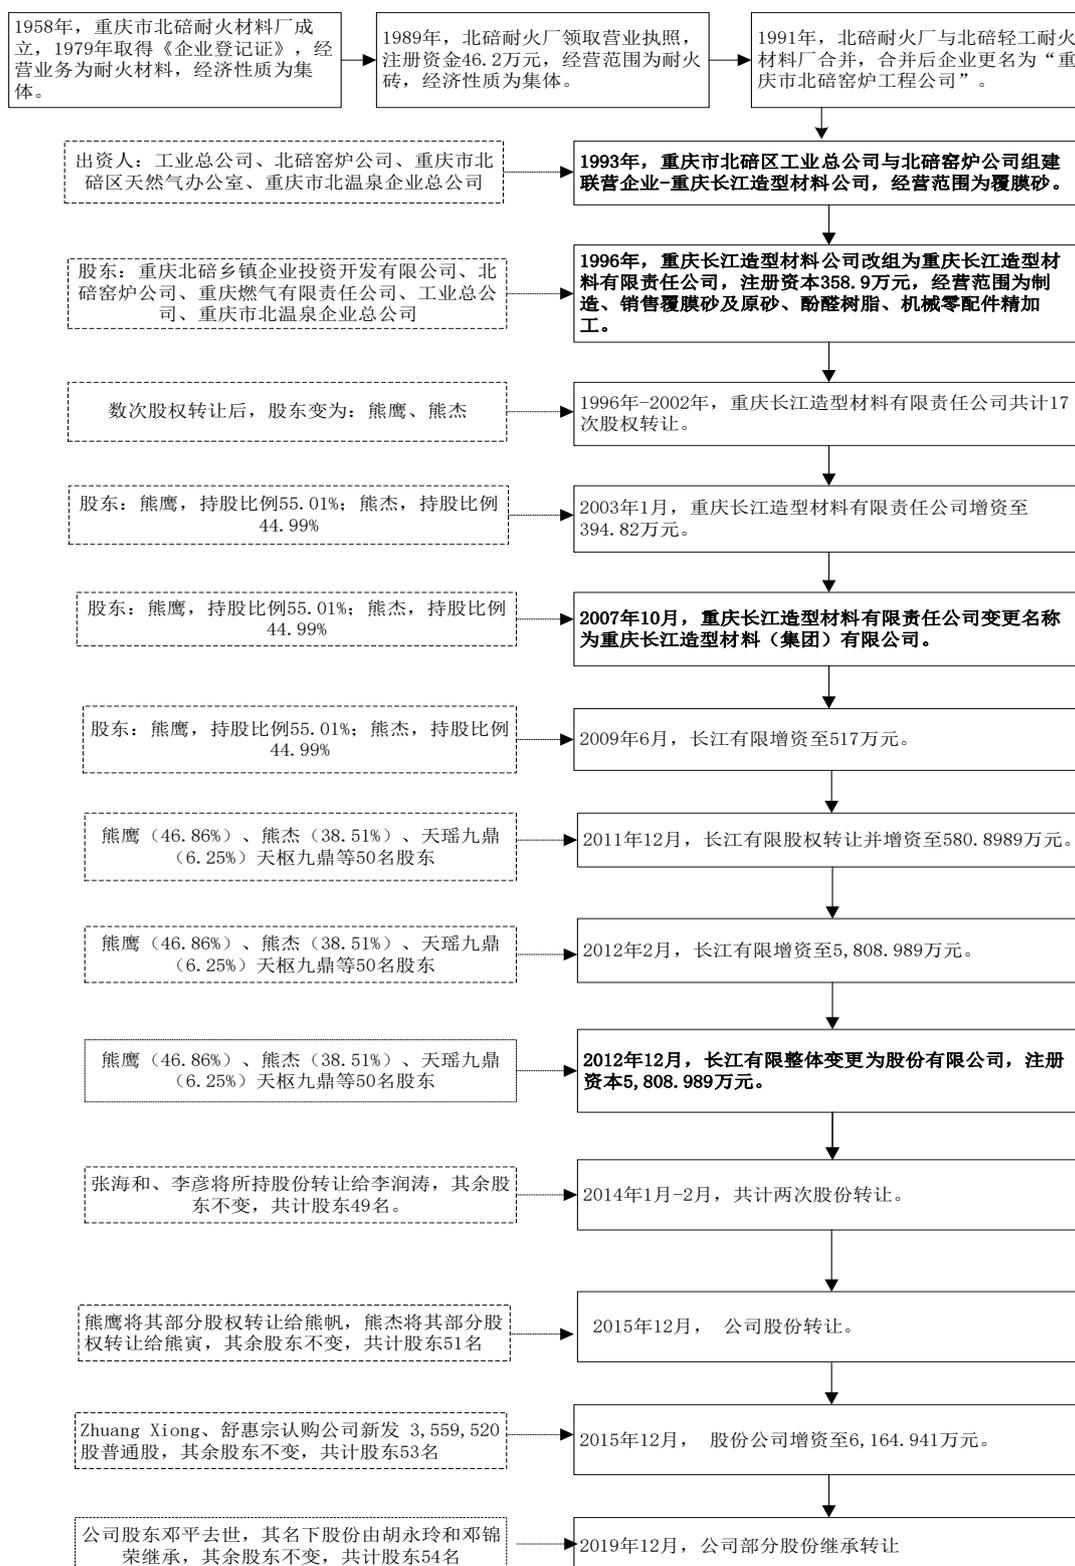 1958年，重庆市北碚耐火材料厂成
立，1979年取得《企业登记证》，经
营业务为耐火材料，经济性质为集
体。
1989年，北碚耐火厂领取营业执照，
注册资金46.2万元，经营范围为耐火
砖，经济性质为集体。
1991年，北碚耐火厂与北碚轻工耐火
材料厂合并，合并后企业更名为“重
庆市北碚窑炉工程公司”。
出资人：工业总公司、北碚窑炉公司、重庆市北
碚区天然气办公室、重庆市北温泉企业总公司
1993年，重庆市北碚区工业总公司与北碚窑炉公司组建
联营企业-重庆长江造型材料公司，经营范围为覆膜砂。
股东：重庆北碚乡镇企业投资开发有限公司、北
碚窑炉公司、重庆燃气有限责任公司、工业总公
司、重庆市北温泉企业总公司
1996年，重庆长江造型材料公司改组为重庆长江造型材
料有限责任公司，注册资本358.9万元，经营范围为制
造、销售覆膜砂及原砂、酚醛树脂、机械零配件精加
工。
数次股权转让后，股东变为：熊鹰、熊杰
1996年-2002年，重庆长江造型材料有限责任公司共计17
次股权转让。
股东：熊鹰，持股比例55.01%；熊杰，持股比例
44.99%
2003年1月，重庆长江造型材料有限责任公司增资至
394.82万元。
股东：熊鹰，持股比例55.01%；熊杰，持股比例
44.99%
2007年10月，重庆长江造型材料有限责任公司变更名称
为重庆长江造型材料（集团）有限公司。
股东：熊鹰，持股比例55.01%；熊杰，持股比例
44.99%
2009年6月，长江有限增资至517万元。
熊鹰（46.86%）、熊杰（38.51%）、天瑶九鼎
（6.25%）天枢九鼎等50名股东
2011年12月，长江有限股权转让并增资至580.8989万元。
熊鹰（46.86%）、熊杰（38.51%）、天瑶九鼎
（6.25%）天枢九鼎等50名股东
2012年2月，长江有限增资至5,808.989万元。
熊鹰（46.86%）、熊杰（38.51%）、天瑶九鼎
（6.25%）天枢九鼎等50名股东
2012年12月，长江有限整体变更为股份有限公司，注册
资本5,808.989万元。
张海和、李彦将所持股份转让给李润涛，其余股
东不变，共计股东49名。
2014年1月-2月，共计两次股份转让。
熊鹰将其部分股权转让给熊帆，熊杰将其部分股
权转让给熊寅，其余股东不变，共计股东51名
2015年12月， 公司股份转让。
Zhuang Xiong、舒惠宗认购公司新发 3,559,520
股普通股，其余股东不变，共计股东53名
2015年12月， 股份公司增资至6,164.941万元。
公司股东邓平去世，其名下股份由胡永玲和邓锦
荣继承，其余股东不变，共计股东54名
2019年12月，公司部分股份继承转让